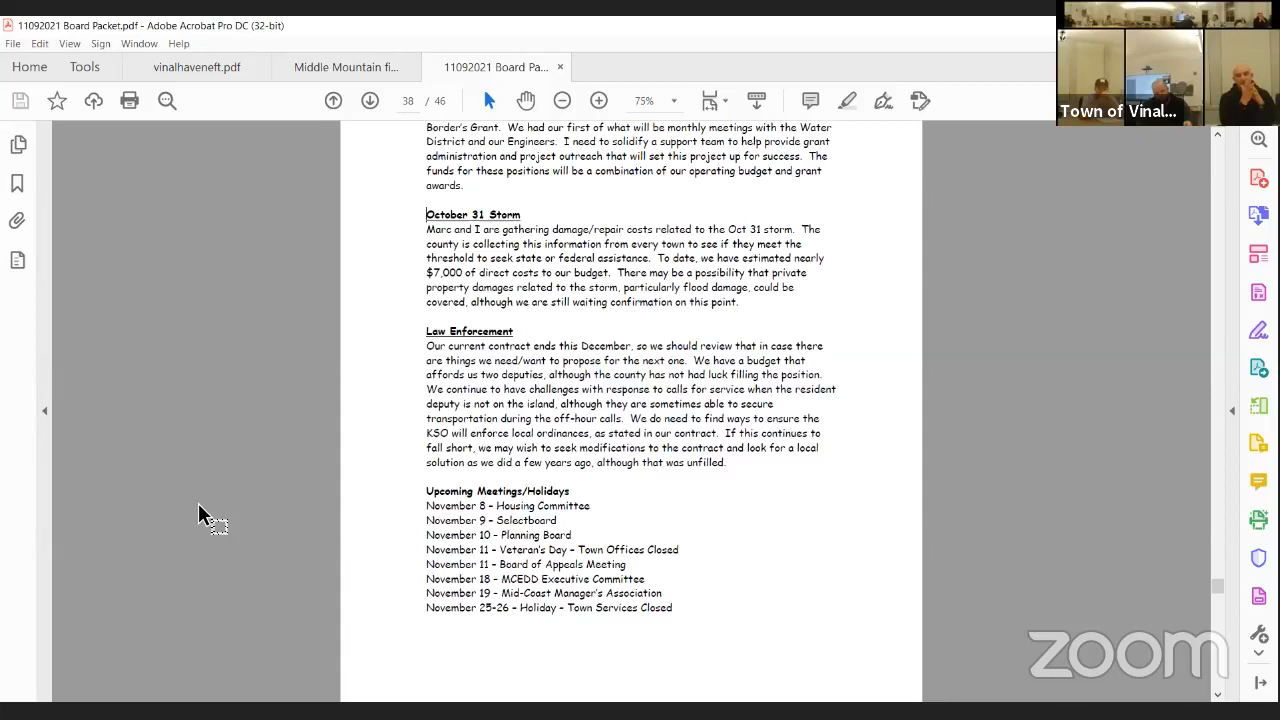 11092021 Board Packet.pdf - Adobe Acrobat Pro DC (32-bit)
File Edit View Sign Window Help
Home Tools vinalhaveneft.pdf Middle Mountain fi... 11092021 Board Pa... ×
38 / 46 75%
Town of Vinal...
Border's Grant. We had our first of what will be monthly meetings with the Water
District and our Engineers. I need to solidify a support team to help provide grant
administration and project outreach that will set this project up for success. The
funds for these positions will be a combination of our operating budget and grant
awards.
October 31 Storm
Marc and I are gathering damage/repair costs related to the Oct 31 storm. The
county is collecting this information from every town to see if they meet the
threshold to seek state or federal assistance. To date, we have estimated nearly
$7,000 of direct costs to our budget. There may be a possibility that private
property damages related to the storm, particularly flood damage, could be
covered, although we are still waiting confirmation on this point.
Law Enforcement
Our current contract ends this December, so we should review that in case there
are things we need/want to propose for the next one. We have a budget that
affords us two deputies, although the county has not had luck filling the position.
We continue to have challenges with response to calls for service when the resident
deputy is not on the island, although they are sometimes able to secure
transportation during the off-hour calls. We do need to find ways to ensure the
KSO will enforce local ordinances, as stated in our contract. If this continues to
fall short, we may wish to seek modifications to the contract and look for a local
solution as we did a few years ago, although that was unfilled.
Upcoming Meetings/Holidays
November 8 – Housing Committee
November 9 – Selectboard
November 10 – Planning Board
November 11 – Veteran's Day – Town Offices Closed
November 11 – Board of Appeals Meeting
November 18 – MCEDD Executive Committee
November 19 – Mid-Coast Manager's Association
November 25-26 – Holiday – Town Services Closed
zoom